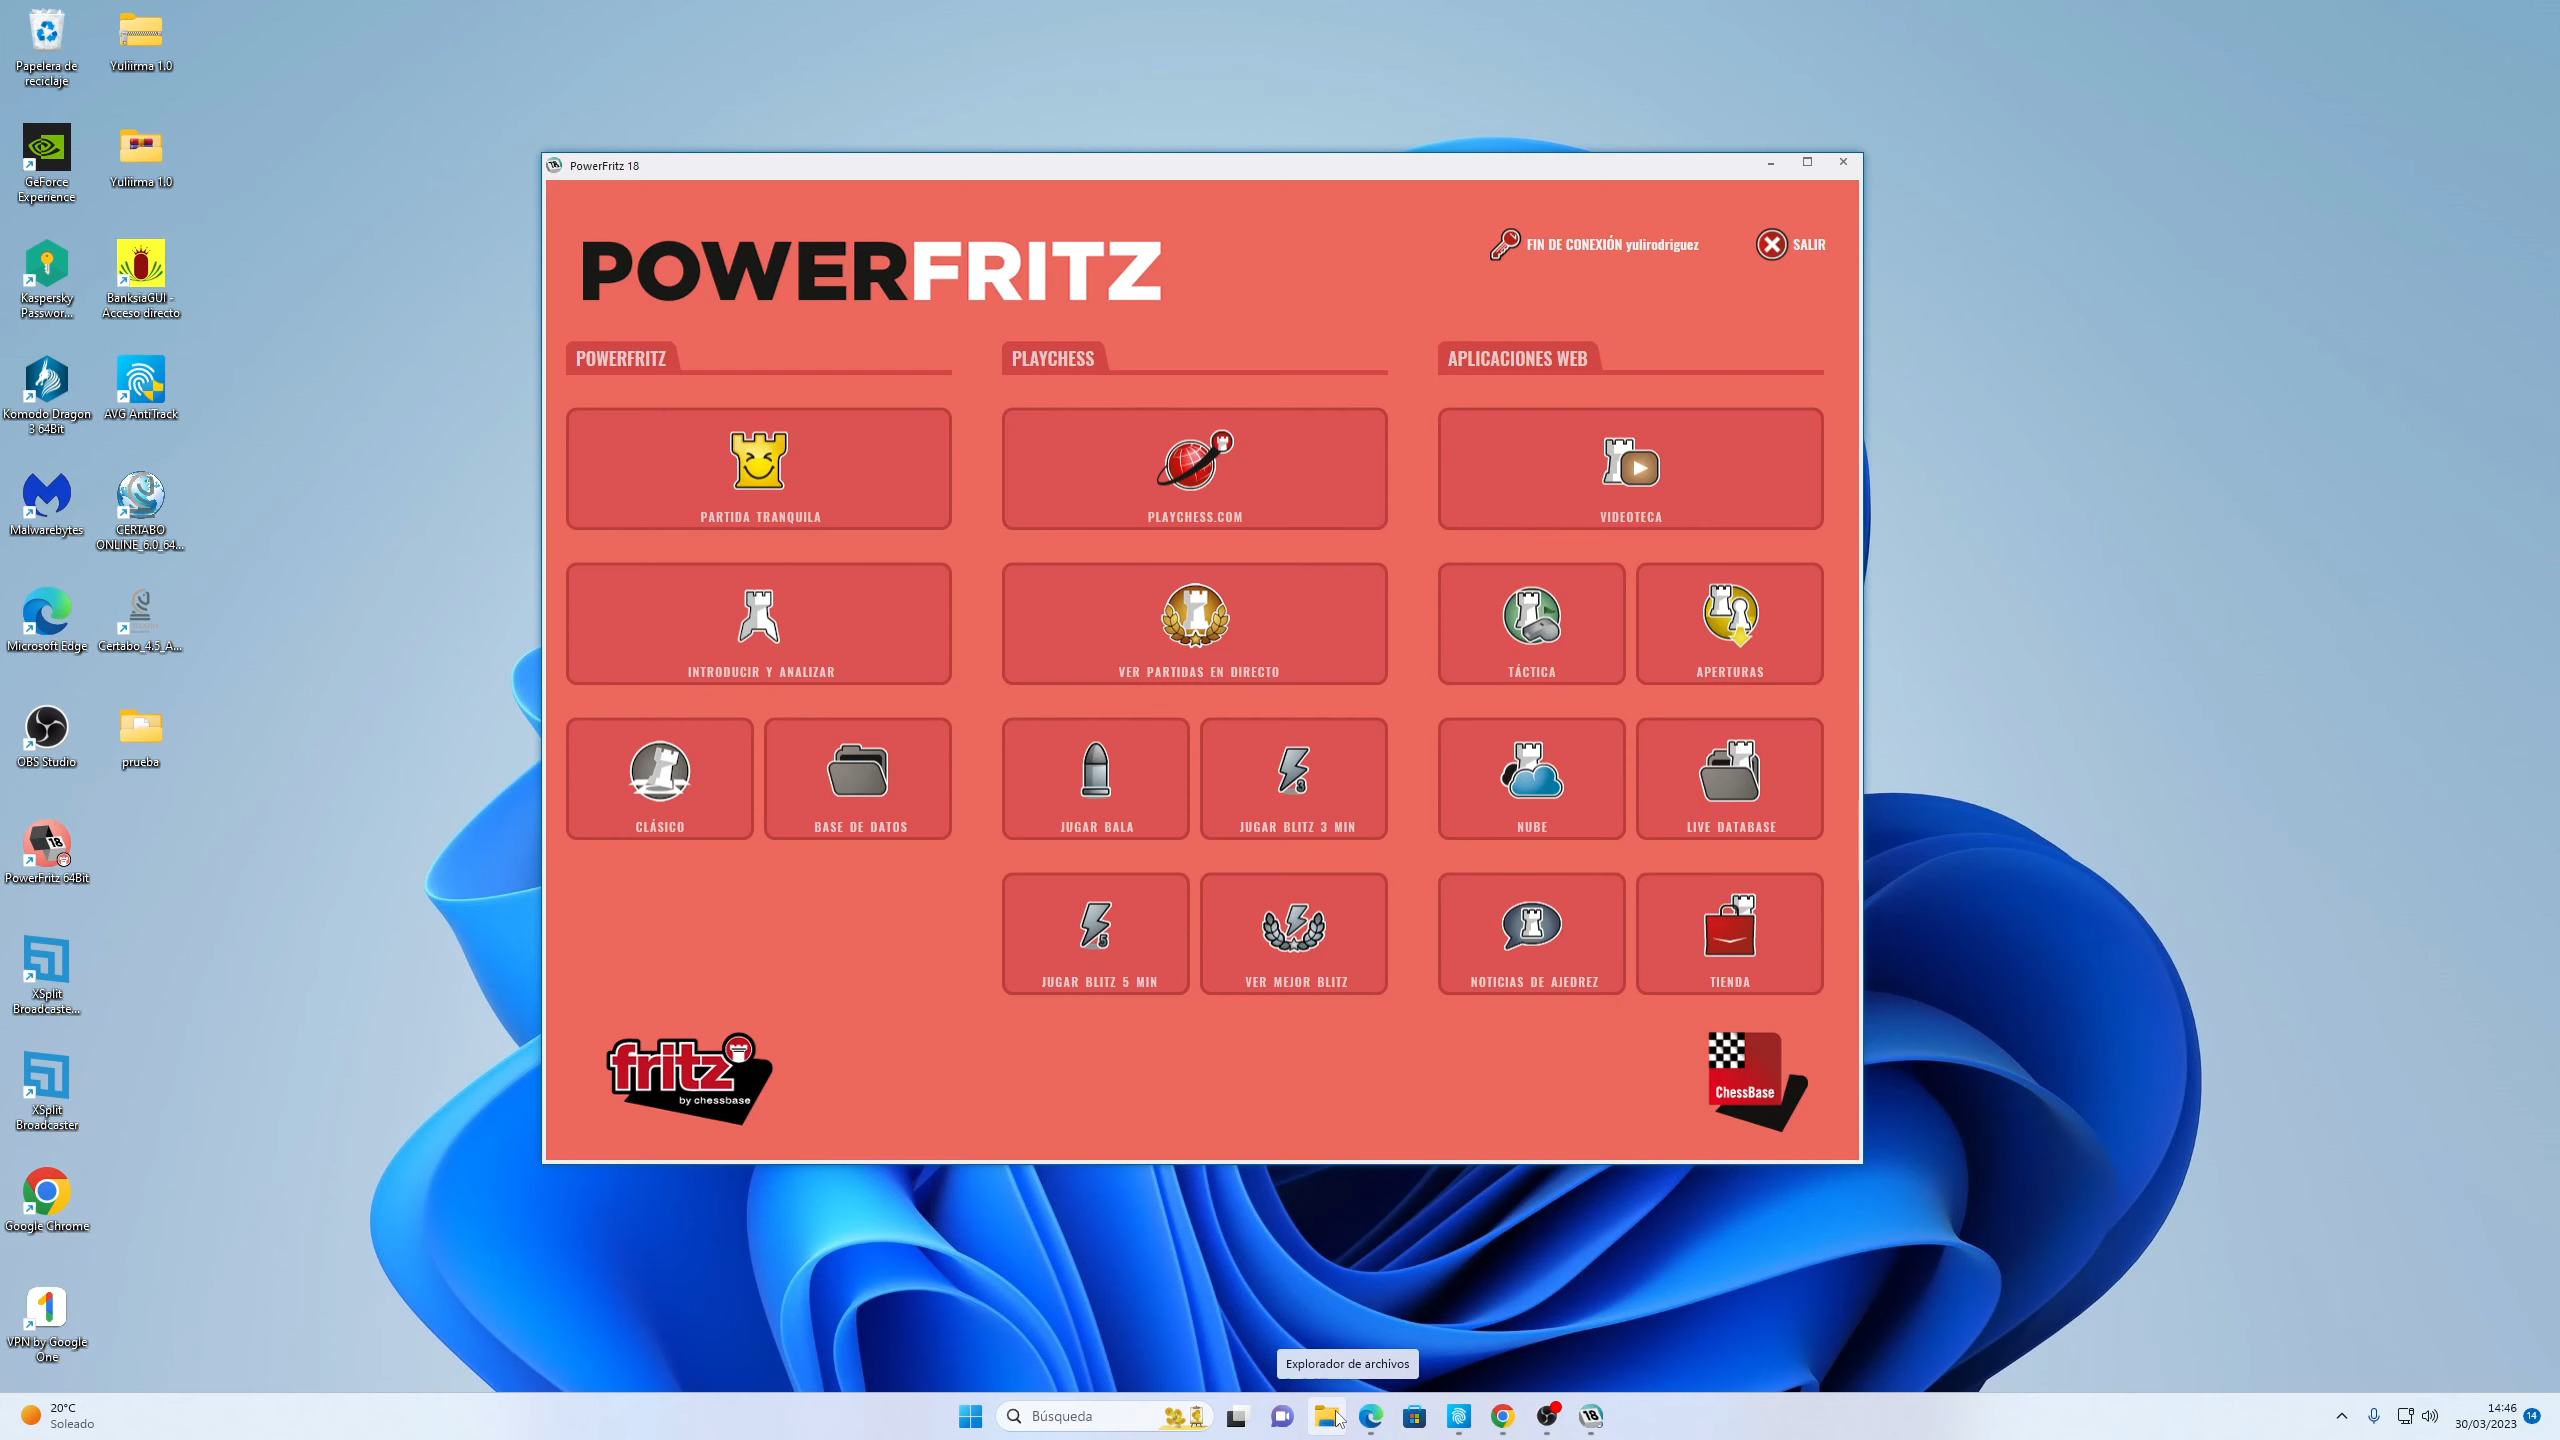 Papelera de
reciclaje
Yuliirma 1.0
GeForce
Experience
Yuliirma 1.0
Kaspersky
Passwor...
BanksiaGUI -
Acceso directo
Komodo Dragon
3 64Bit
AVG AntiTrack
Malwarebytes
CERTABO
ONLINE_6.0_64...
Microsoft Edge
Certabo_4.5_A...
OBS Studio
prueba
18
PowerFritz 64Bit
XSplit
Broadcaste...
XSplit
Broadcaster
Google Chrome
VPN by Google
One
PowerFritz 18
POWERFRITZ
FIN DE CONEXIÓN yulirodriguez
SALIR
POWERFRITZ
PLAYCHESS
APLICACIONES WEB
PARTIDA TRANQUILA
PLAYCHESS.COM
VIDEOTECA
INTRODUCIR Y ANALIZAR
VER PARTIDAS EN DIRECTO
TÁCTICA
APERTURAS
CLÁSICO
BASE DE DATOS
JUGAR BALA
3
JUGAR BLITZ 3 MIN
NUBE
LIVE DATABASE
5
JUGAR BLITZ 5 MIN
VER MEJOR BLITZ
NOTICIAS DE AJEDREZ
TIENDA
fritz
by chessbase
ChessBase
Explorador de archivos
20°C
Soleado
Búsqueda
18
14:46
30/03/2023
14